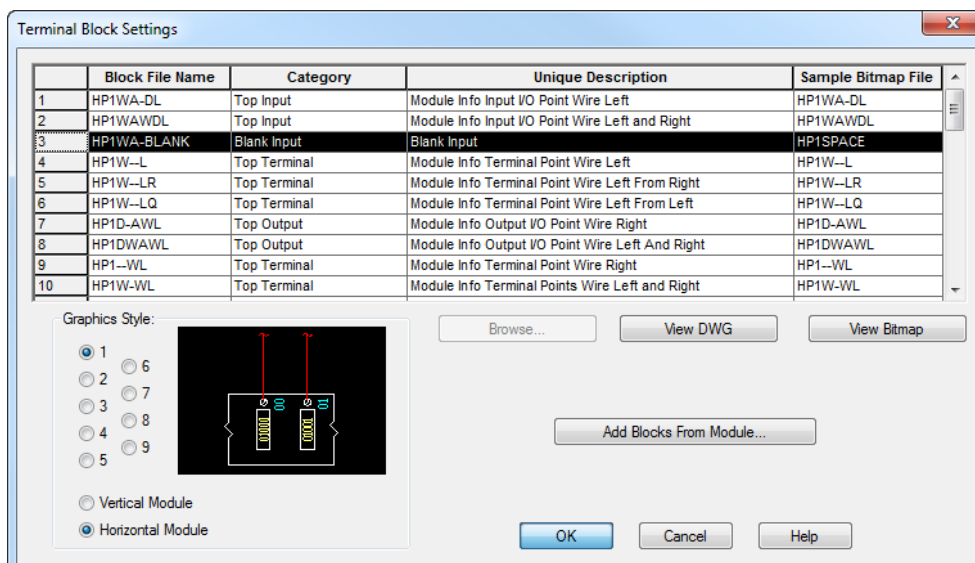 Terminal Block Settings
Block File Name Category Unique Description Sample Bitmap File
1 HP1WA-DL Top Input Module Info Input I/O Point Wire Left HP1WA-DL
2 HP1WAWDL Top Input Module Info Input I/O Point Wire Left and Right HP1WAWDL
3 HP1WA-BLANK Blank Input Blank Input HP1SPACE
4 HP1W--L Top Terminal Module Info Terminal Point Wire Left HP1W--L
5 HP1W--LR Top Terminal Module Info Terminal Point Wire Left From Right HP1W--LR
6 HP1W--LQ Top Terminal Module Info Terminal Point Wire Left From Left HP1W--LQ
7 HP1D-AWL Top Output Module Info Output I/O Point Wire Right HP1D-AWL
8 HP1DWAWL Top Output Module Info Output I/O Point Wire Left And Right HP1DWAWL
9 HP1--WL Top Terminal Module Info Terminal Point Wire Right HP1--WL
10 HP1W-WL Top Terminal Module Info Terminal Points Wire Left and Right HP1W-WL
Graphics Style:
Browse... View DWG View Bitmap
1
6
2
7
3
8
4
9
5
00 01
01000 01001
Add Blocks From Module...
Vertical Module
Horizontal Module
OK Cancel Help